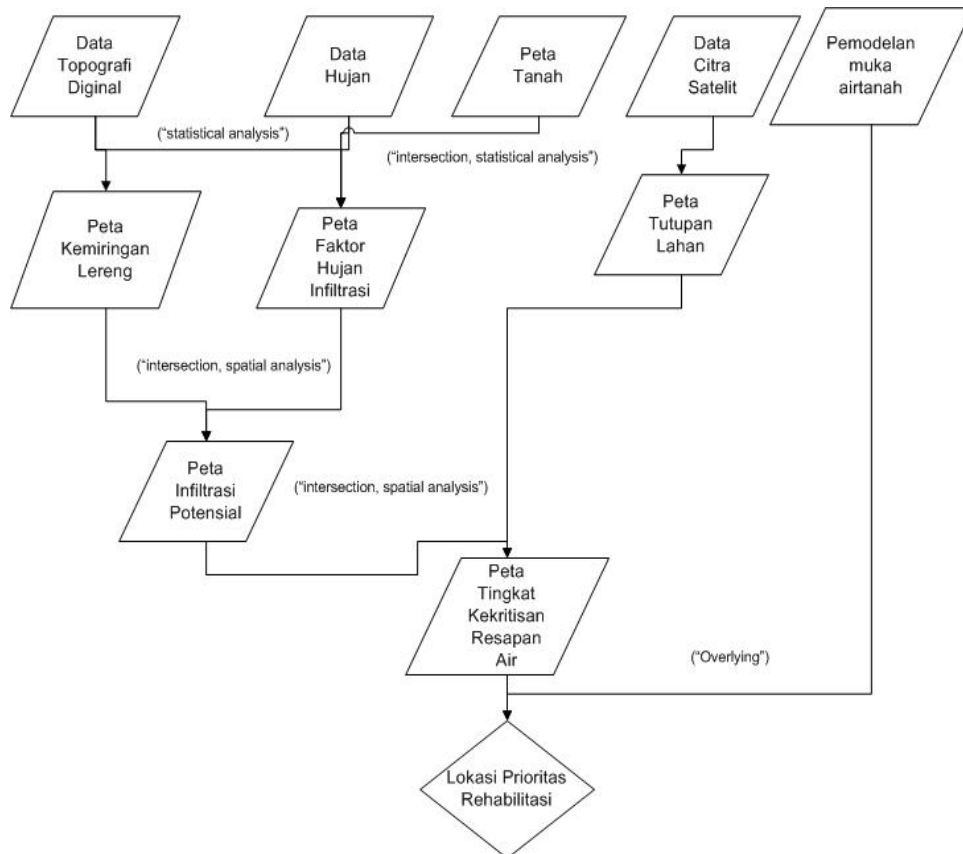 Data
Topografi
Diginal
Data
Hujan
Peta
Tanah
Data
Citra
Satelit
Pemodelan
muka
airtanah
("statistical analysis")
("intersection, statistical analysis")
Peta
Kemiringan
Lereng
Peta
Faktor
Hujan
Infiltrasi
Peta
Tutupan
Lahan
("intersection, spatial analysis")
Peta
Infiltrasi
Potensial
("intersection, spatial analysis")
Peta
Tingkat
Kekritisan
Resapan
Air
("Overlying")
Lokasi Prioritas
Rehabilitasi